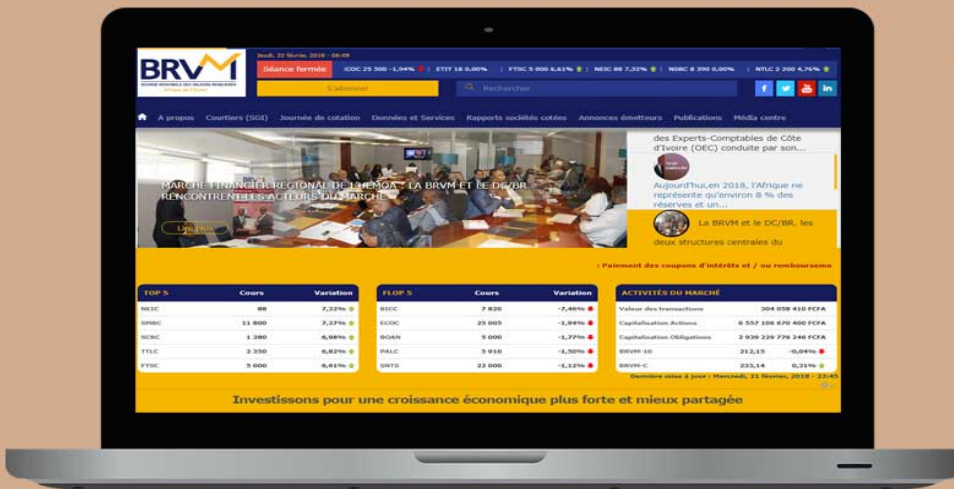 BRVM
BOURSE REGIONALE DES VALEURS MOBILIERES
Afrique de l'Ouest
Jeudi, 22 février, 2018 - 08:09
Séance fermée
ICOC 25 500 -1,94% | ETIT 18 0,00% | FTSC 5 000 6,61% | NEIC 88 7,32% | NSBC 8 390 0,00% | NTLC 2 200 4,76%
S'abonner
Rechercher
A propos Courtiers (SGI) Journée de cotation Données et Services Rapports sociétés cotées Annonces émetteurs Publications Média centre
MARCHE FINANCIER REGIONAL DE L'UEMOA : LA BRVM ET LE DC/BR
RENCONTRENT LES ACTEURS DU MARCHE
Lire plus
des Experts-Comptables de Côte
d'Ivoire (OEC) conduite par son...
Aujourd'hui,en 2018, l'Afrique ne
représente qu'environ 8 % des
réserves et un...
La BRVM et le DC/BR, les
deux structures centrales du
: Paiement des coupons d'intérêts et / ou rembourseme
TOP 5 Cours Variation
NEIC 88 7,32%
SMBC 11 800 7,27%
SCRC 1 380 6,98%
TTLC 2 350 6,82%
FTSC 5 000 6,61%
FLOP 5 Cours Variation
BICC 7 820 -7,46%
ECOC 25 005 -1,94%
BOAN 5 000 -1,77%
PALC 5 910 -1,50%
SNTS 22 000 -1,12%
ACTIVITÉS DU MARCHÉ
Valeur des transactions 304 058 410 FCFA
Capitalisation Actions 6 557 106 670 400 FCFA
Capitalisation Obligations 2 939 229 776 246 FCFA
BRVM-10 212,15 -0,04%
BRVM-C 233,14 0,31%
Dernière mise à jour : Mercredi, 21 février, 2018 - 22:45
Investissons pour une croissance économique plus forte et mieux partagée